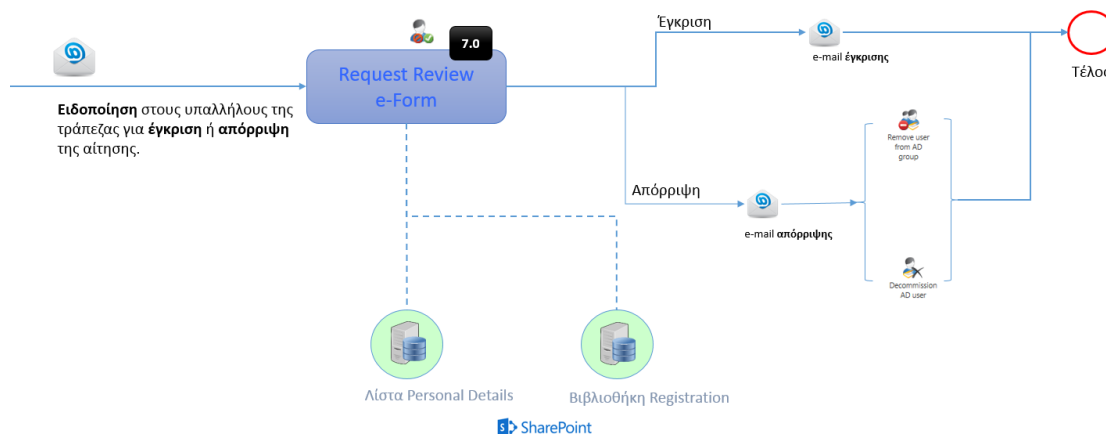 7.0
Request Review
e-Form
Ειδοποίηση στους υπαλλήλους της
τράπεζας για έγκριση ή απόρριψη
της αίτησης.
Έγκριση
e-mail έγκρισης
Τέλος
Remove user
from AD
group
Απόρριψη
e-mail απόρριψης
Decommission
AD user
Λίστα Personal Details
Βιβλιοθήκη Registration
SharePoint